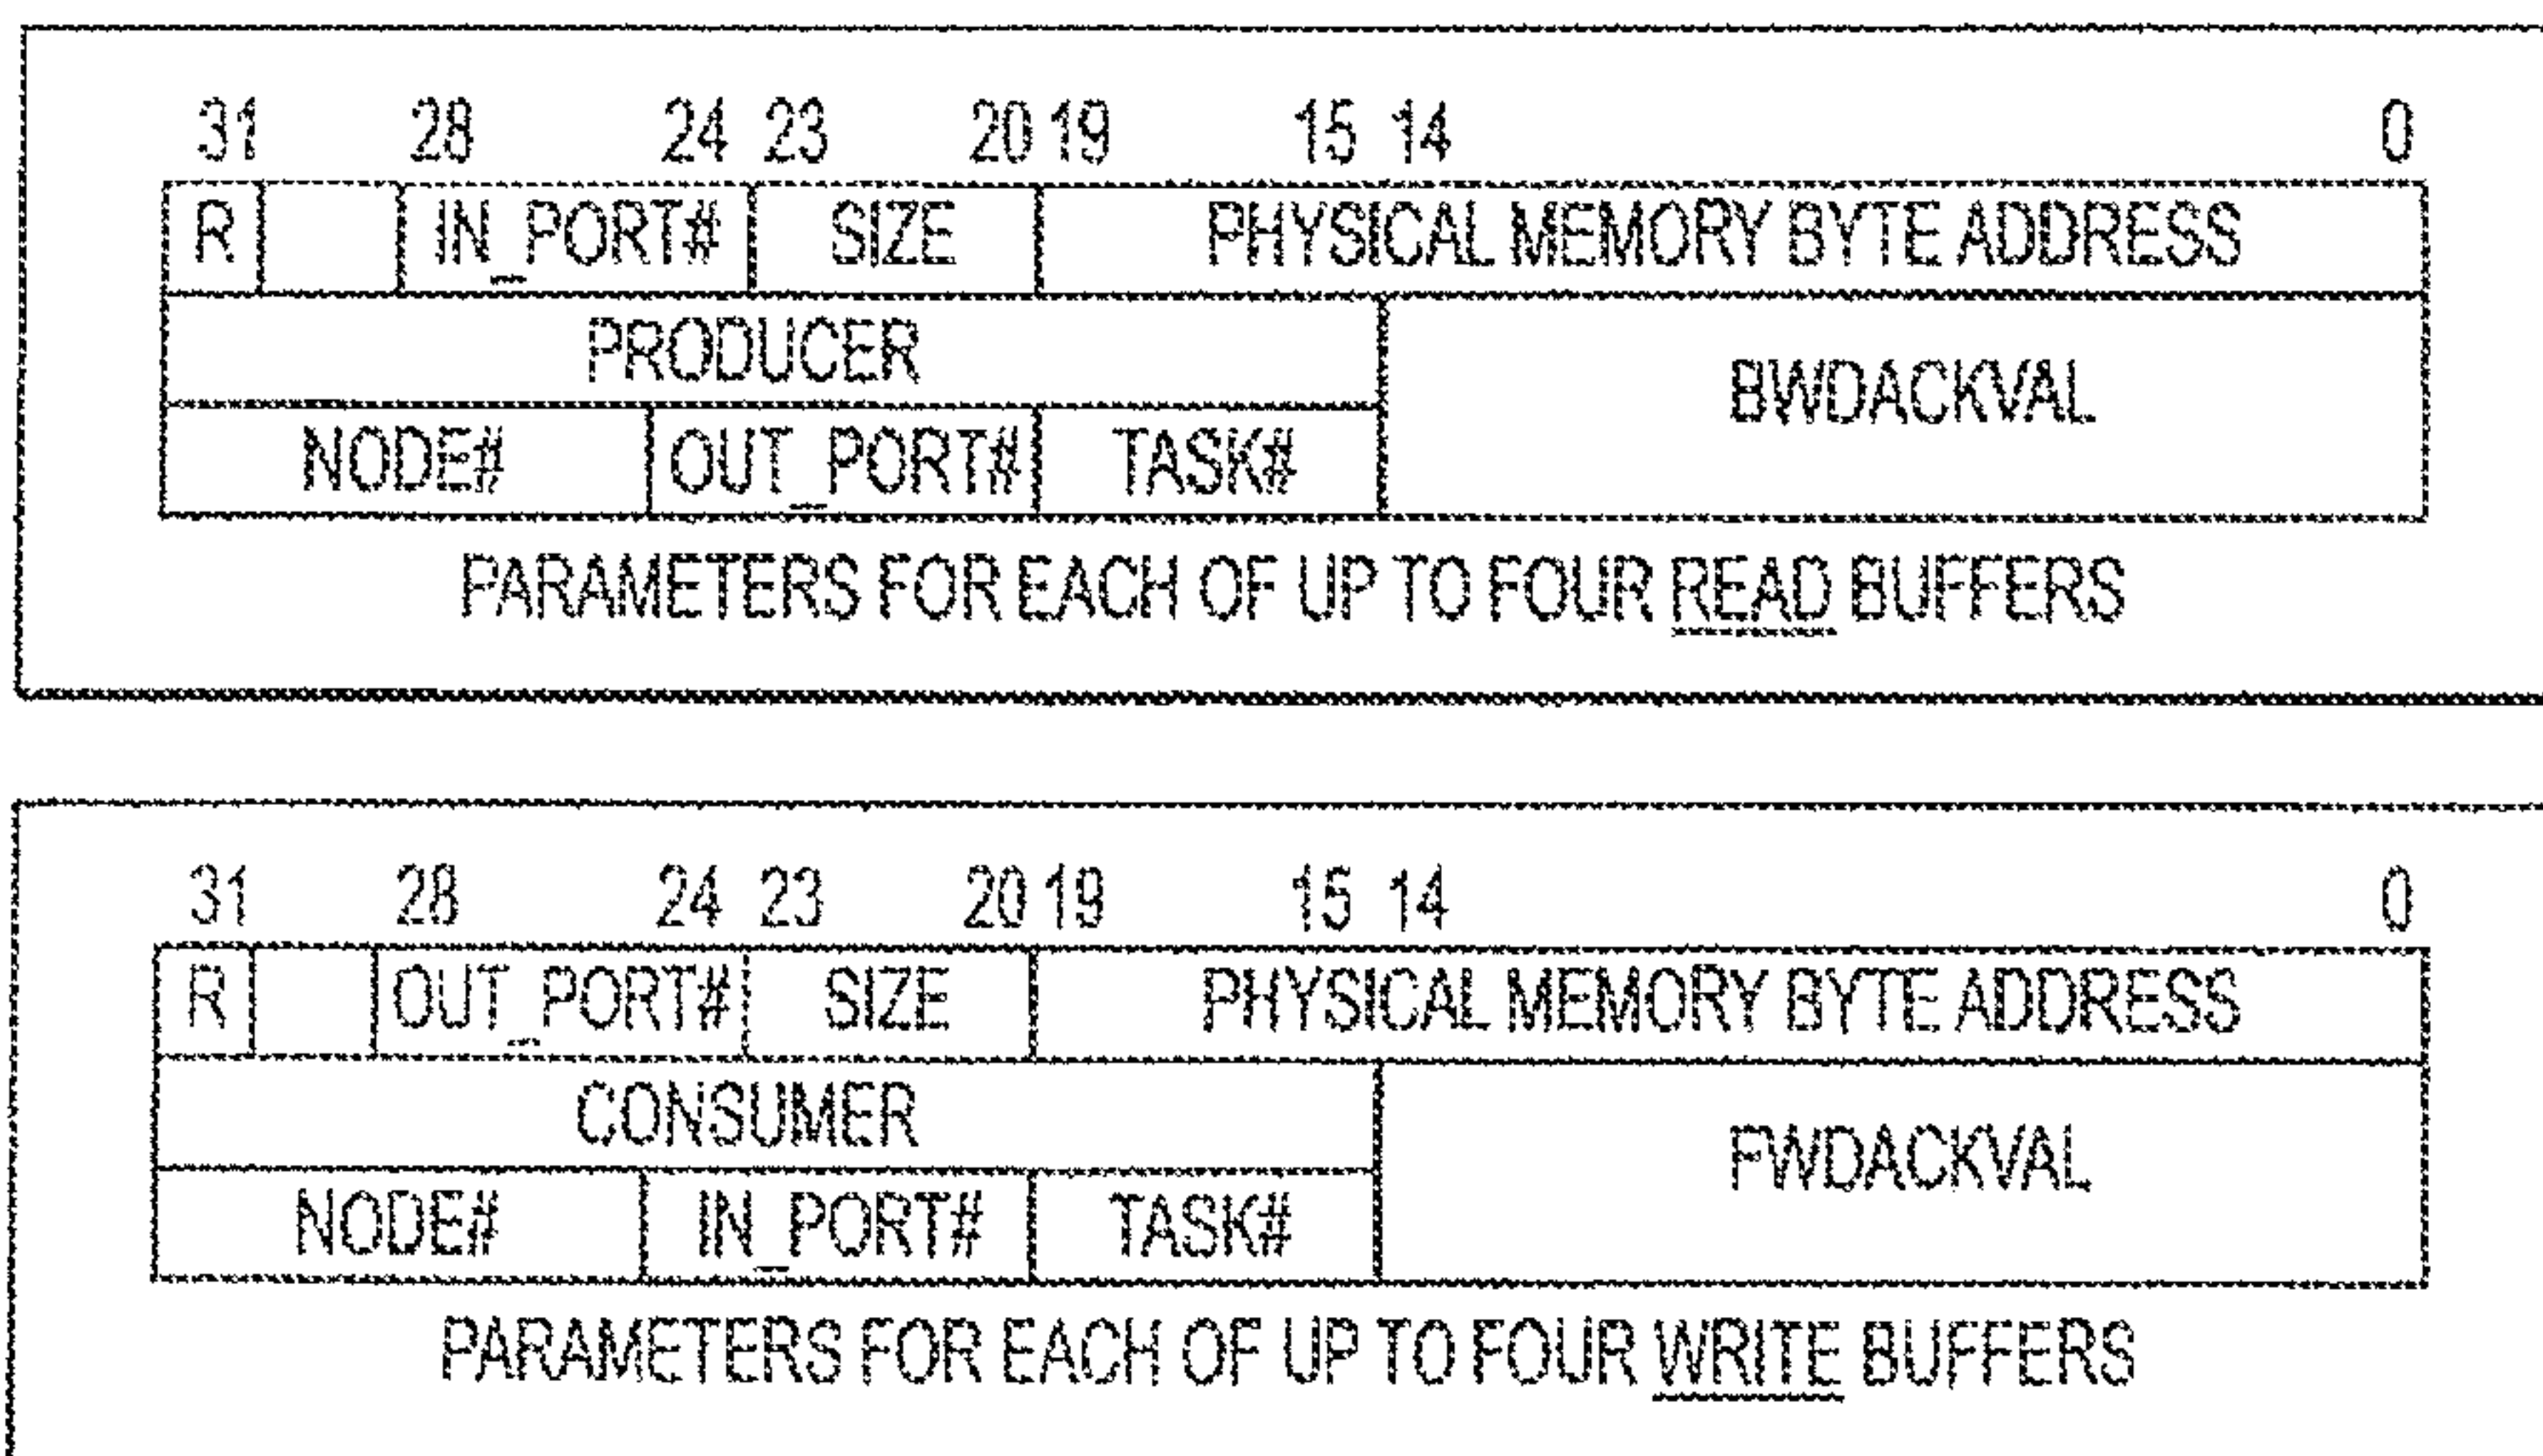 31 28 24 23 20 19 15 14 0
R IN_PORT# SIZE PHYSICAL MEMORY BYTE ADDRESS
PRODUCER
BWDACKVAL
NODE# OUT_PORT# TASK#
PARAMETERS FOR EACH OF UP TO FOUR READ BUFFERS
31 28 24 23 20 19 15 14 0
R OUT_PORT# SIZE PHYSICAL MEMORY BYTE ADDRESS
CONSUMER
FWDACKVAL
NODE# IN_PORT# TASK#
PARAMETERS FOR EACH OF UP TO FOUR WRITE BUFFERS